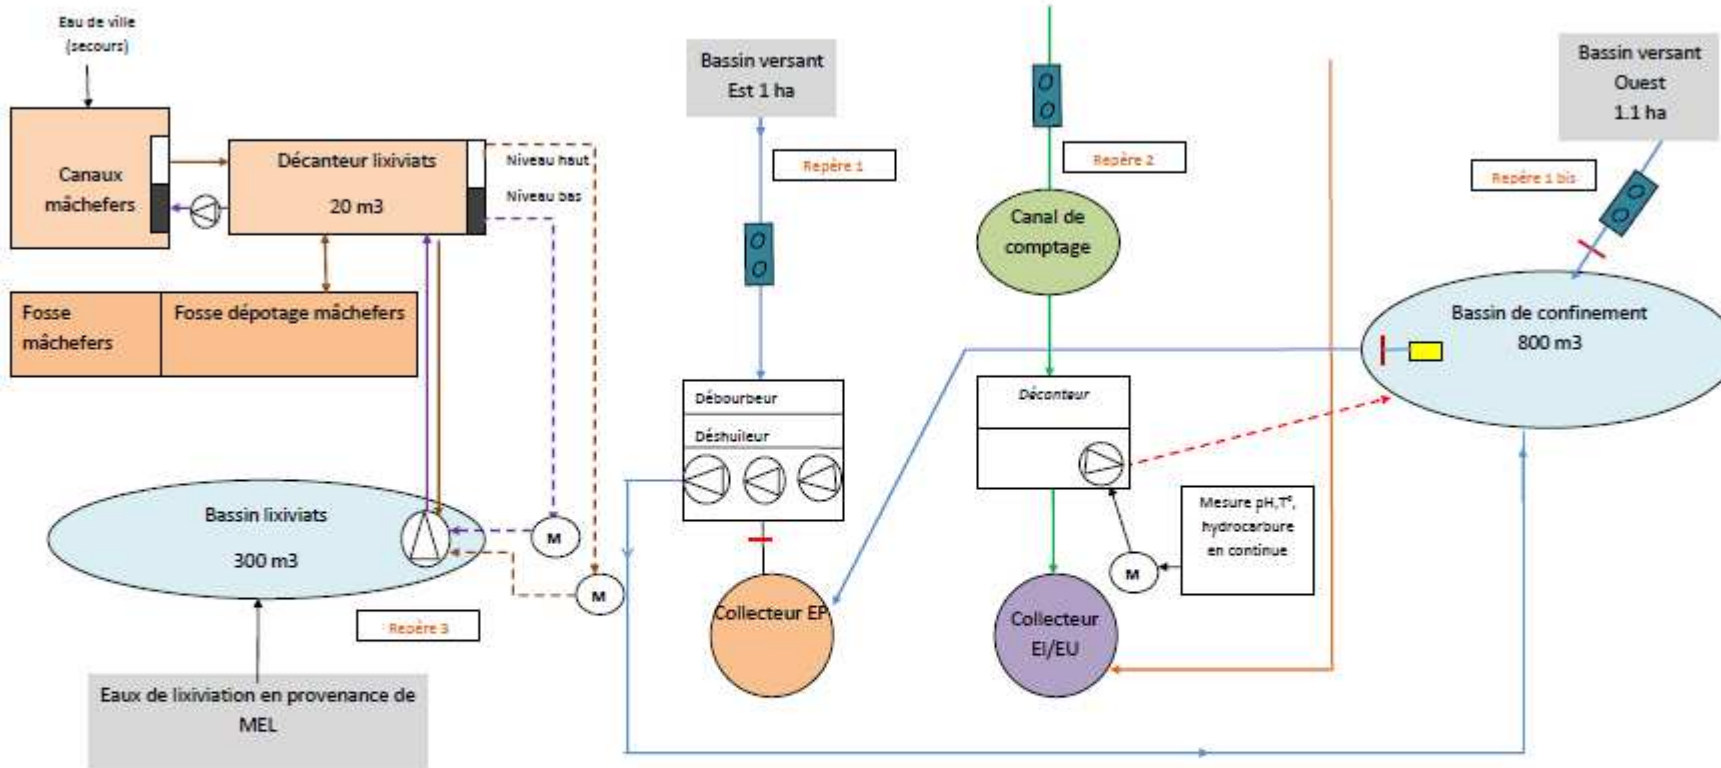 Eau de ville
(secours)
Canaux
mâchefers
Décanteur lixiviats
20 m3
Niveau haut
Niveau bas
Fosse
mâchefers
Fosse dépotage mâchefers
Bassin lixiviats
300 m3
M
M
Repère 3
Eaux de lixiviation en provenance de
MEL
Bassin versant
Est 1 ha
Repère 1
Débourbeur
Déshuileur
Collecteur EP
Repère 2
Canal de
comptage
Décanteur
Mesure pH,T°,
hydrocarbure
en continue
M
Collecteur
EI/EU
Bassin versant
Ouest
1.1 ha
Repère 1 bis
Bassin de confinement
800 m3